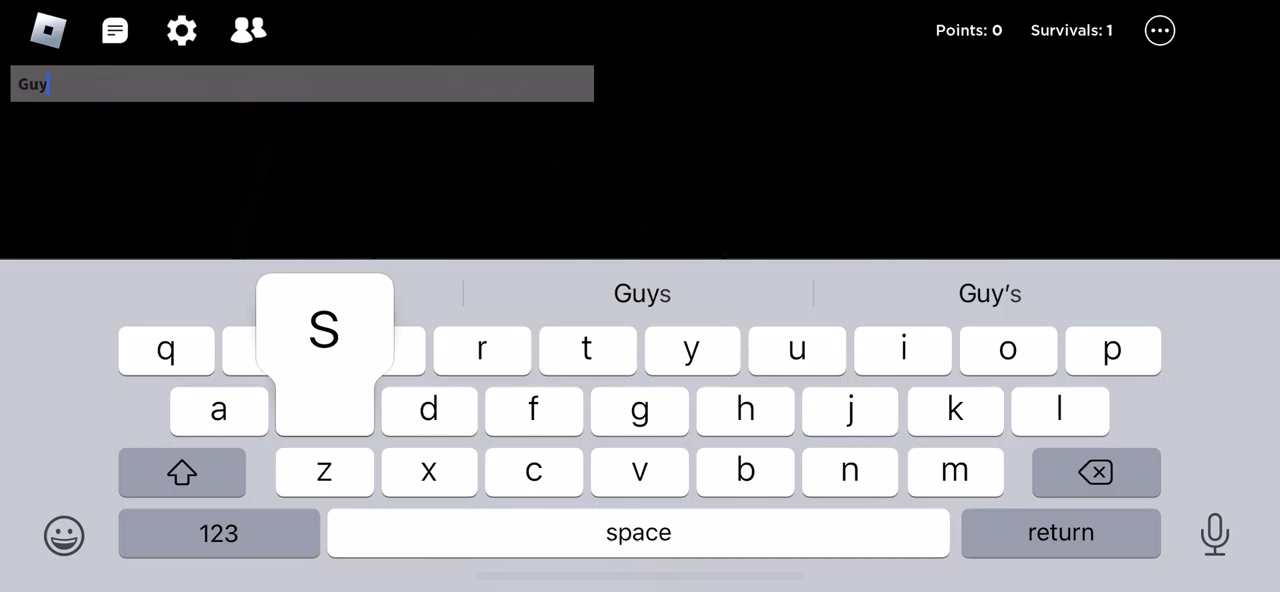 Points: 0 Survivals: 1
Guy
Guys Guy's
S
q r t y u i o p
a d f g h j k l
z x c v b n m
123 space return